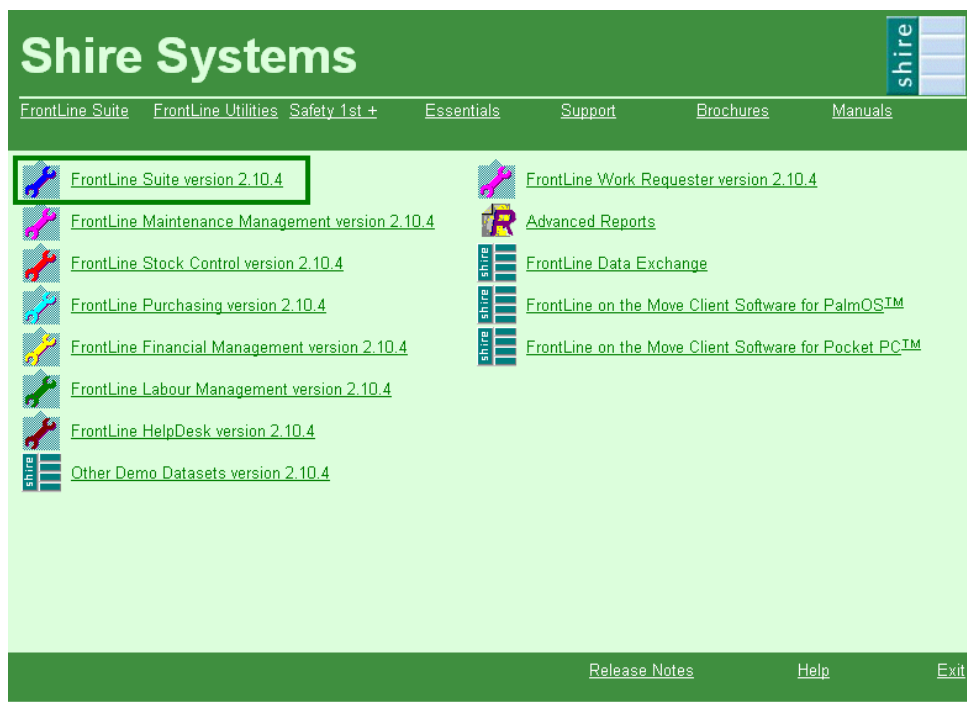 Shire Systems
shire
FrontLine Suite FrontLine Utilities Safety 1st + Essentials Support Brochures Manuals
FrontLine Suite version 2.10.4
FrontLine Maintenance Management version 2.10.4
FrontLine Stock Control version 2.10.4
FrontLine Purchasing version 2.10.4
FrontLine Financial Management version 2.10.4
FrontLine Labour Management version 2.10.4
FrontLine HelpDesk version 2.10.4
shire
Other Demo Datasets version 2.10.4
FrontLine Work Requester version 2.10.4
R
Advanced Reports
shire
FrontLine Data Exchange
shire
FrontLine on the Move Client Software for PalmOS™
shire
FrontLine on the Move Client Software for Pocket PC™
Release Notes Help Exit